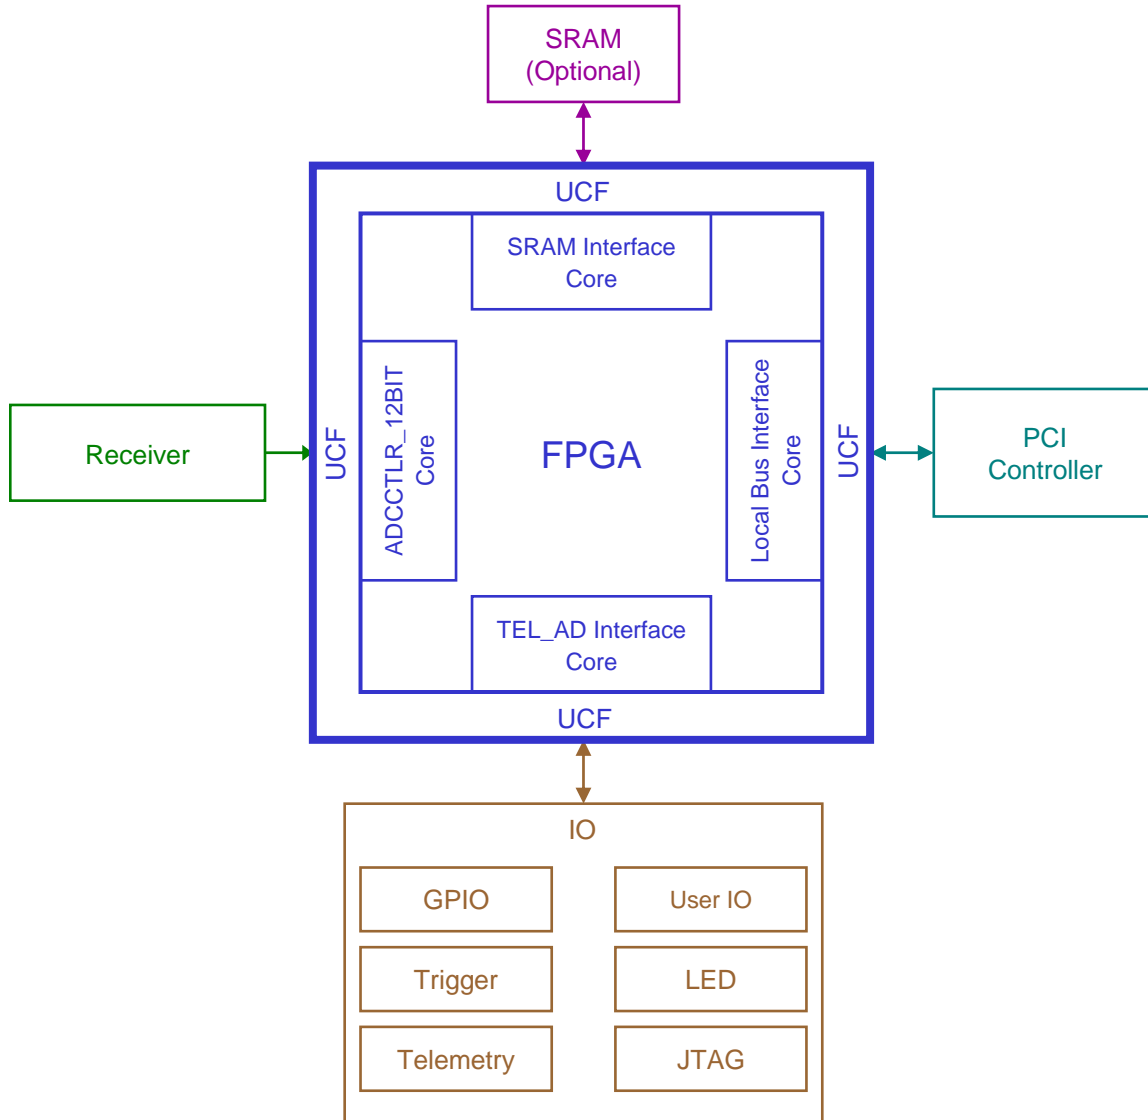 SRAM
(Optional)
UCF
SRAM Interface
Core
Receiver
UCF
ADCCTLR_12BIT
Core
FPGA
Local Bus Interface
Core
UCF
PCI
Controller
TEL_AD Interface
Core
UCF
IO
GPIO
User IO
Trigger
LED
Telemetry
JTAG